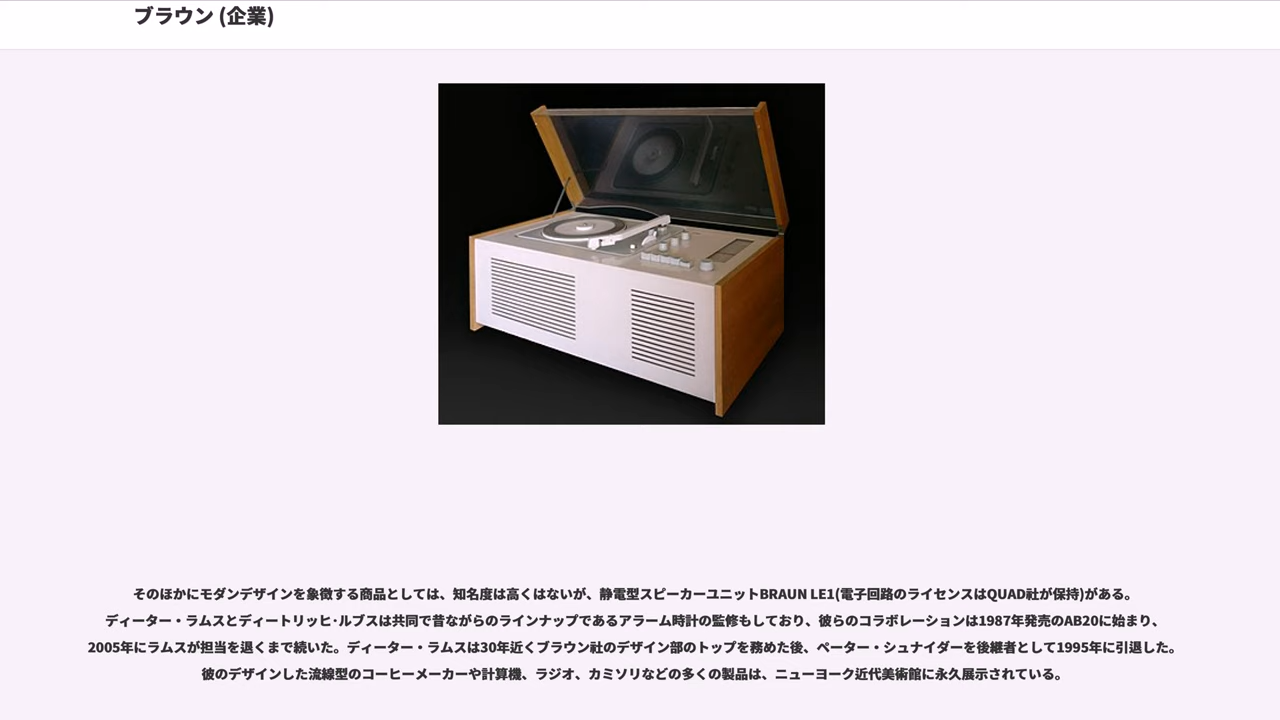 ブラウン (企業)
そのほかにモダンデザインを象徴する商品としては、知名度は高くはないが、静電型スピーカーユニットBRAUN LE1(電子回路のライセンスはQUAD社が保持)がある。
ディーター・ラムスとディートリッヒ·ルブスは共同で昔ながらのラインナップであるアラーム時計の監修もしており、彼らのコラボレーションは1987年発売のAB20に始まり、
2005年にラムスが担当を退くまで続いた。ディーター・ラムスは30年近くブラウン社のデザイン部のトップを務めた後、ペーター・シュナイダーを後継者として1995年に引退した。
彼のデザインした流線型のコーヒーメーカーや計算機、ラジオ、カミソリなどの多くの製品は、ニューヨーク近代美術館に永久展示されている。